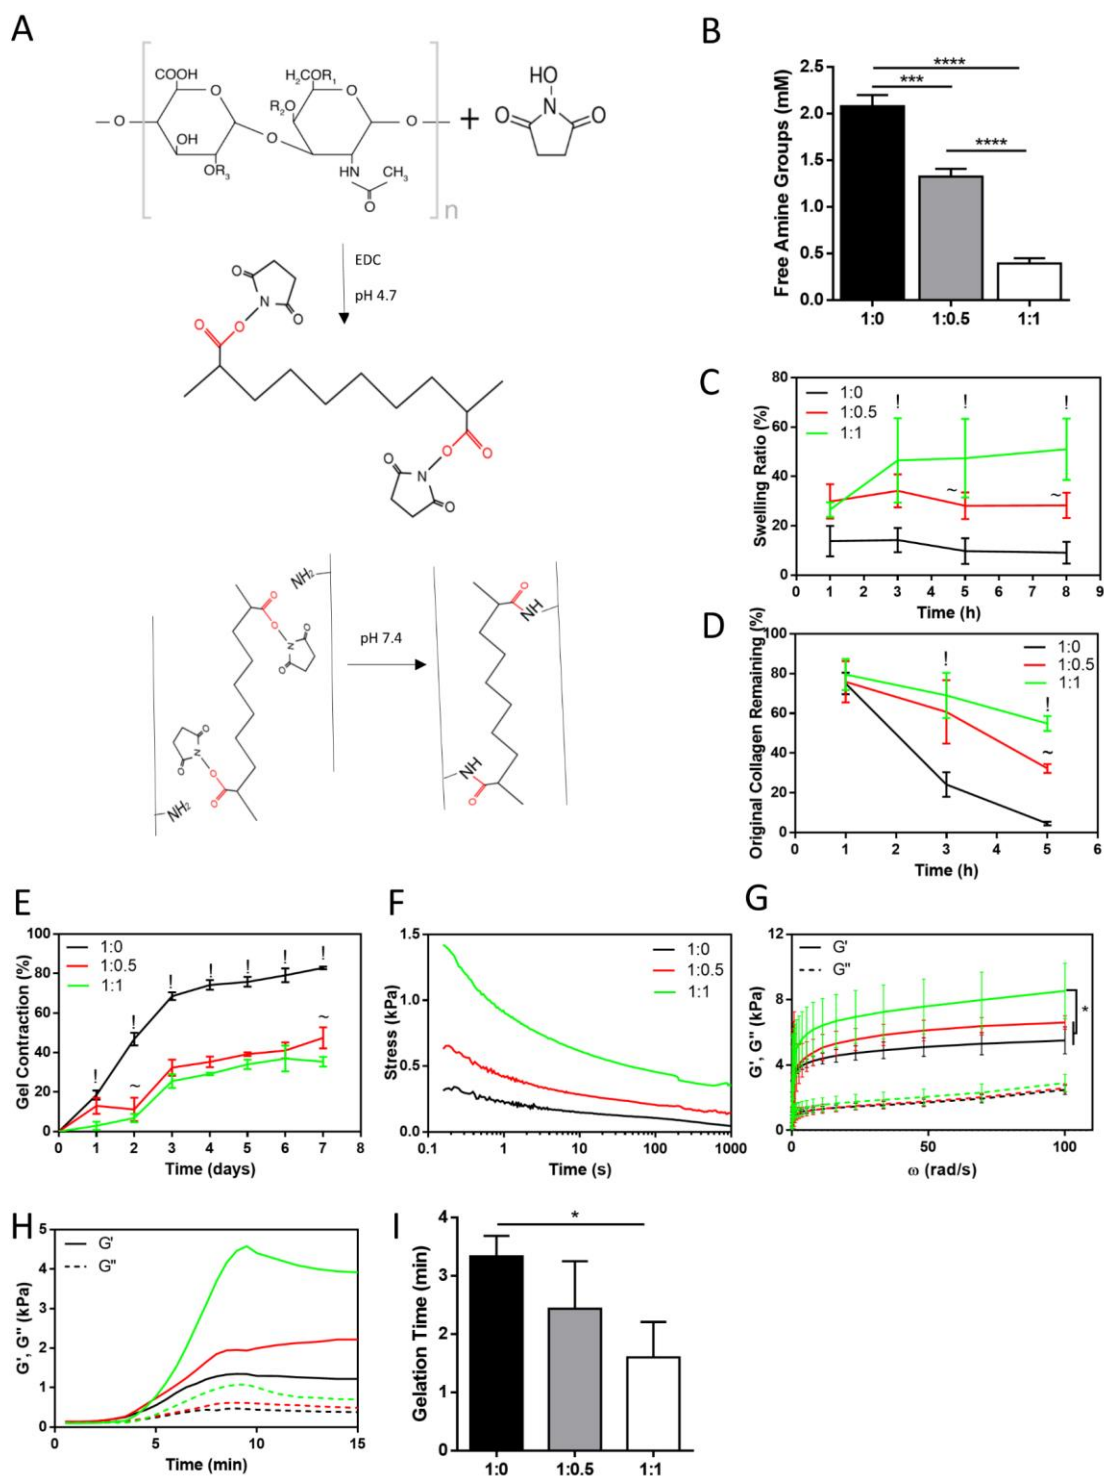 A
COOH
O
H₂COR₁
R₂O
O
O
OH
OR₃
O
O
HN
CH₃
O
n
+
HO
N
O
O
EDC
pH 4.7
O
N
O
O
O
O
O
N
O
O
NH₂
O
O
N
O
O
pH 7.4
O
NH
O
N
O
O
O
NH₂
NH
O
B
Free Amine Groups (mM)
2.5
2.0
1.5
1.0
0.5
0.0
****
***
****
1:0
1:0.5
1:1
C
Swelling Ratio (%)
80
60
40
20
0
1:0
1:0.5
1:1
!
!
!
~
~
0 1 2 3 4 5 6 7 8 9
Time (h)
D
Original Collagen Remaining (%)
100
80
60
40
20
0
1:0
1:0.5
1:1
!
!
~
0 1 2 3 4 5 6
Time (h)
E
Gel Contraction (%)
100
80
60
40
20
0
1:0
1:0.5
1:1
!
!
!
!
!
!
!
~
~
0 1 2 3 4 5 6 7 8
Time (days)
F
Stress (kPa)
1.5
1.0
0.5
0.0
1:0
1:0.5
1:1
0.1 1 10 100 1000
Time (s)
G
G', G" (kPa)
12
8
4
0
G'
G"
*
0 50 100
ω (rad/s)
H
G', G" (kPa)
5
4
3
2
1
0
G'
G"
0 5 10 15
Time (min)
I
Gelation Time (min)
4
3
2
1
0
*
1:0
1:0.5
1:1